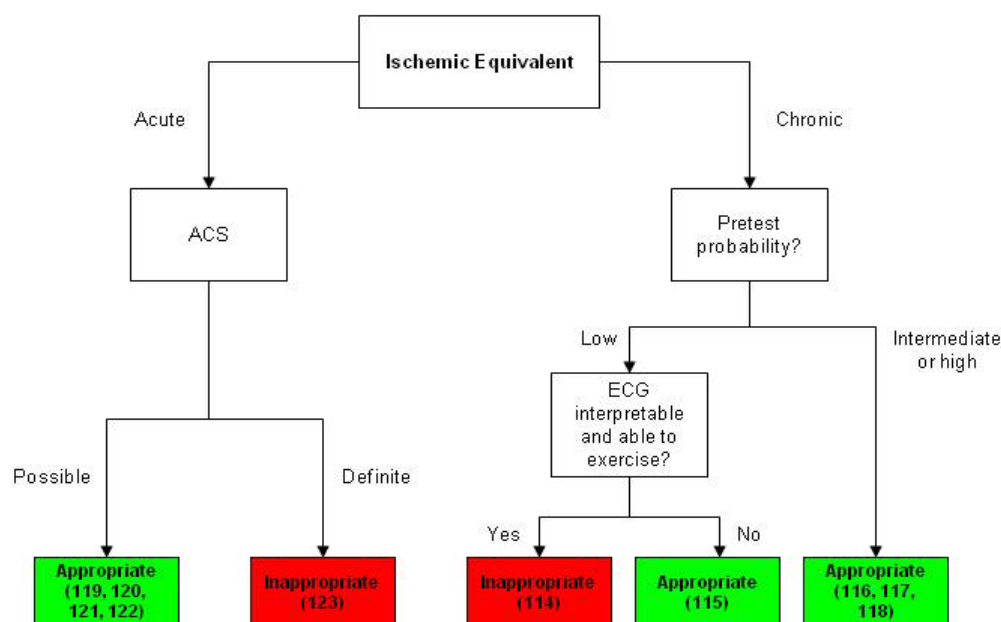 Ischemic Equivalent
Acute
Chronic
ACS
Pretest
probability?
Low
Intermediate
or high
ECG
interpretable
and able to
exercise?
Possible
Definite
Yes
No
Appropriate
(119, 120,
121, 122)
Inappropriate
(123)
Inappropriate
(114)
Appropriate
(115)
Appropriate
(116, 117,
118)